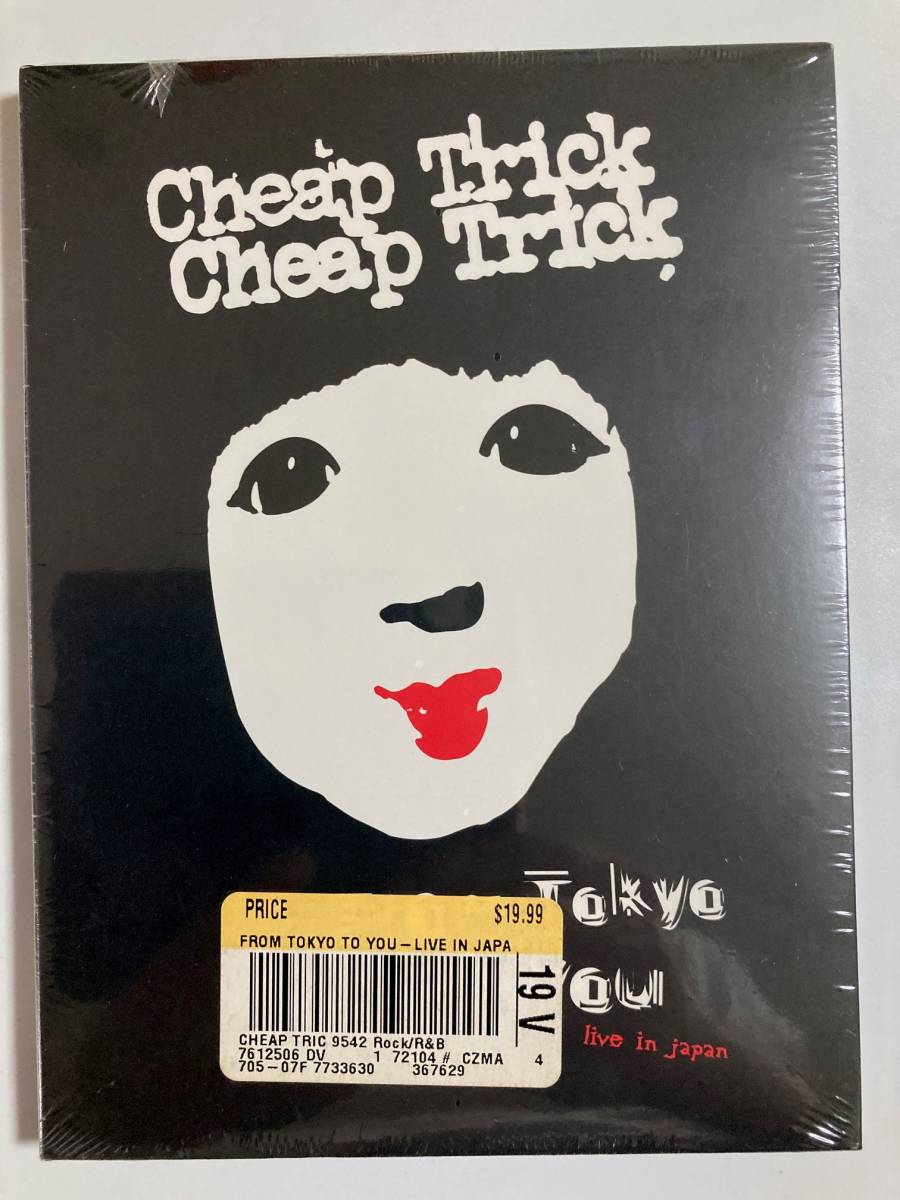 Cheap Trick
Cheap Trick
Tokyo
You
live in japan
PRICE $19.99
FROM TOKYO TO YOU—LIVE IN JAPA
19 V
CHEAP TRIC 9542 Rock/R&B
7612506 DV 1 72104 # CZMA 4
705-07F 7733630 367629